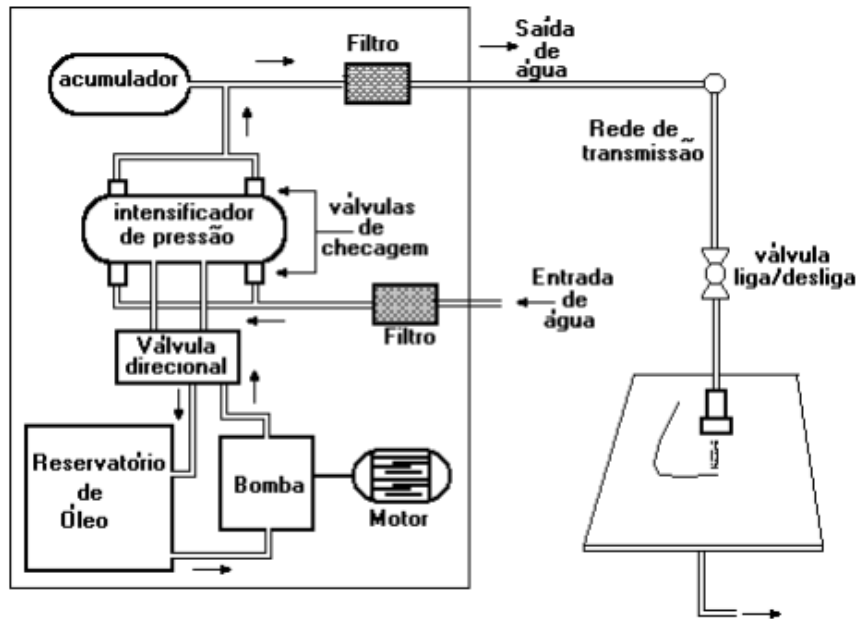 Filtro
Saída
de
água
acumulador
Rede de
transmissão
intensificador
de pressão
válvulas
de
checagem
válvula
liga/desliga
Entrada
de
água
Filtro
Válvula
direcional
Reservatório
de
Óleo
Bomba
Motor